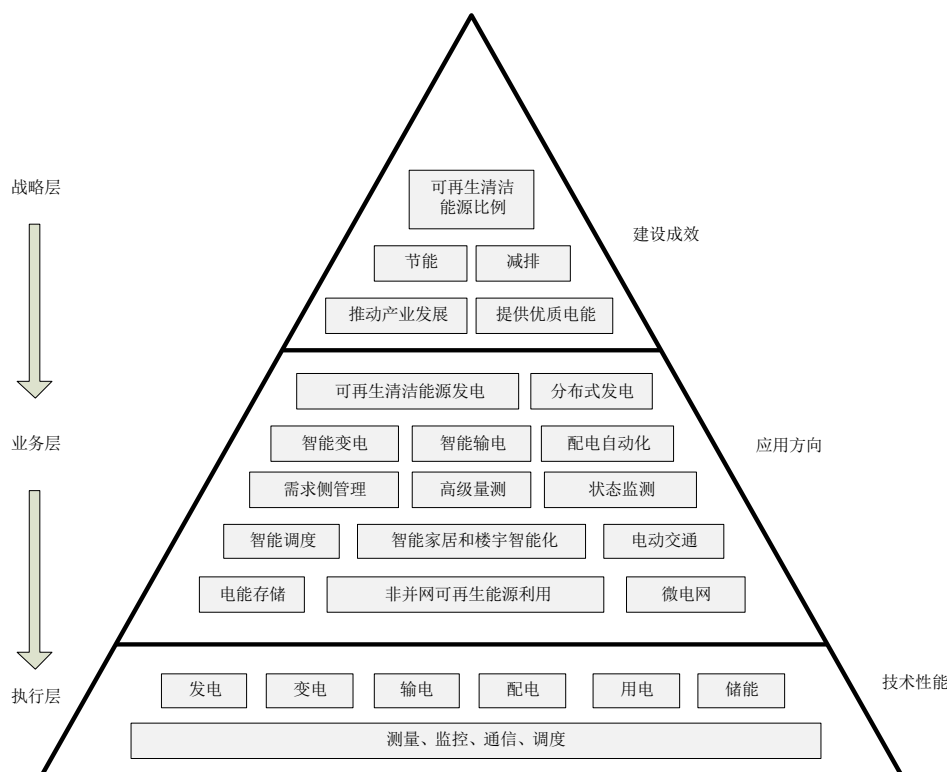 战略层
可再生清洁
能源比例
建设成效
节能
减排
推动产业发展
提供优质电能
可再生清洁能源发电
分布式发电
业务层
智能变电
智能输电
配电自动化
应用方向
需求侧管理
高级量测
状态监测
智能调度
智能家居和楼宇智能化
电动交通
电能存储
非并网可再生能源利用
微电网
执行层
发电
变电
输电
配电
用电
储能
技术性能
测量、监控、通信、调度